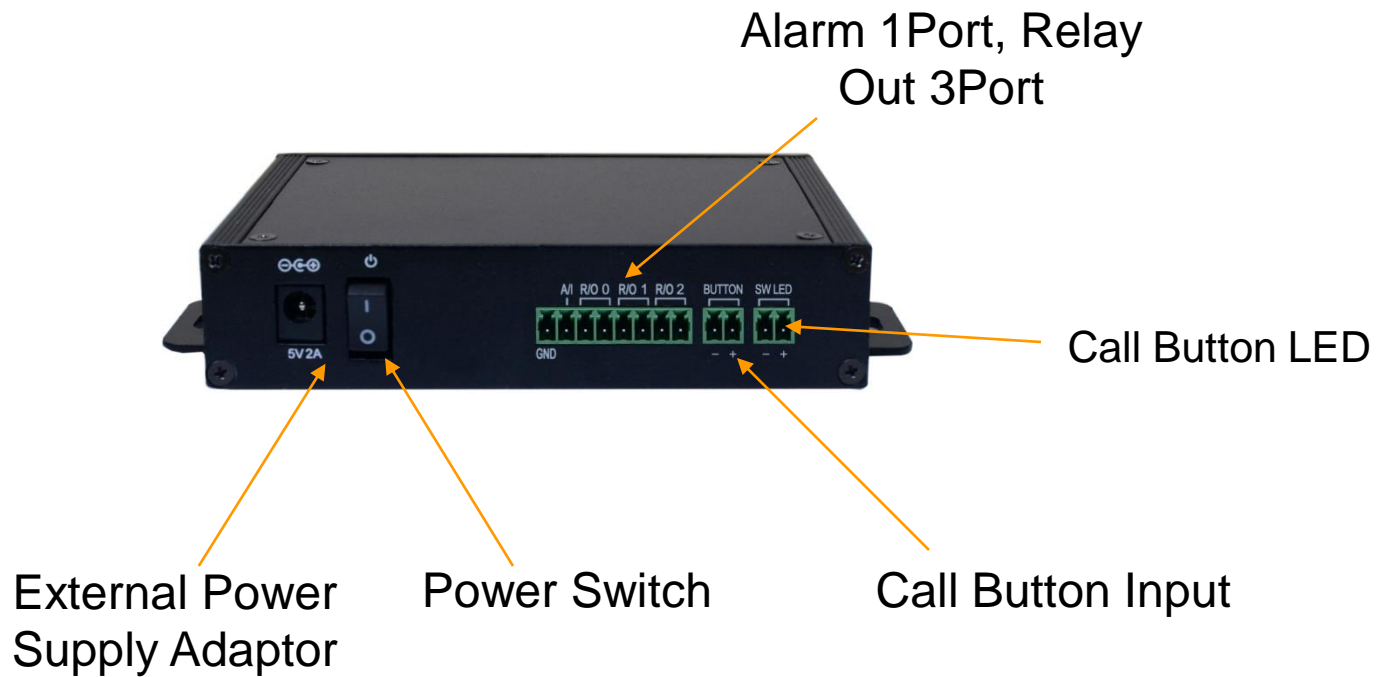 Alarm 1Port, Relay
Out 3Port
A/I R/O 0 R/O 1 R/O 2 BUTTON SW LED
5V 2A
GND
− + − +
I
O
Call Button LED
External Power
Supply Adaptor
Power Switch
Call Button Input